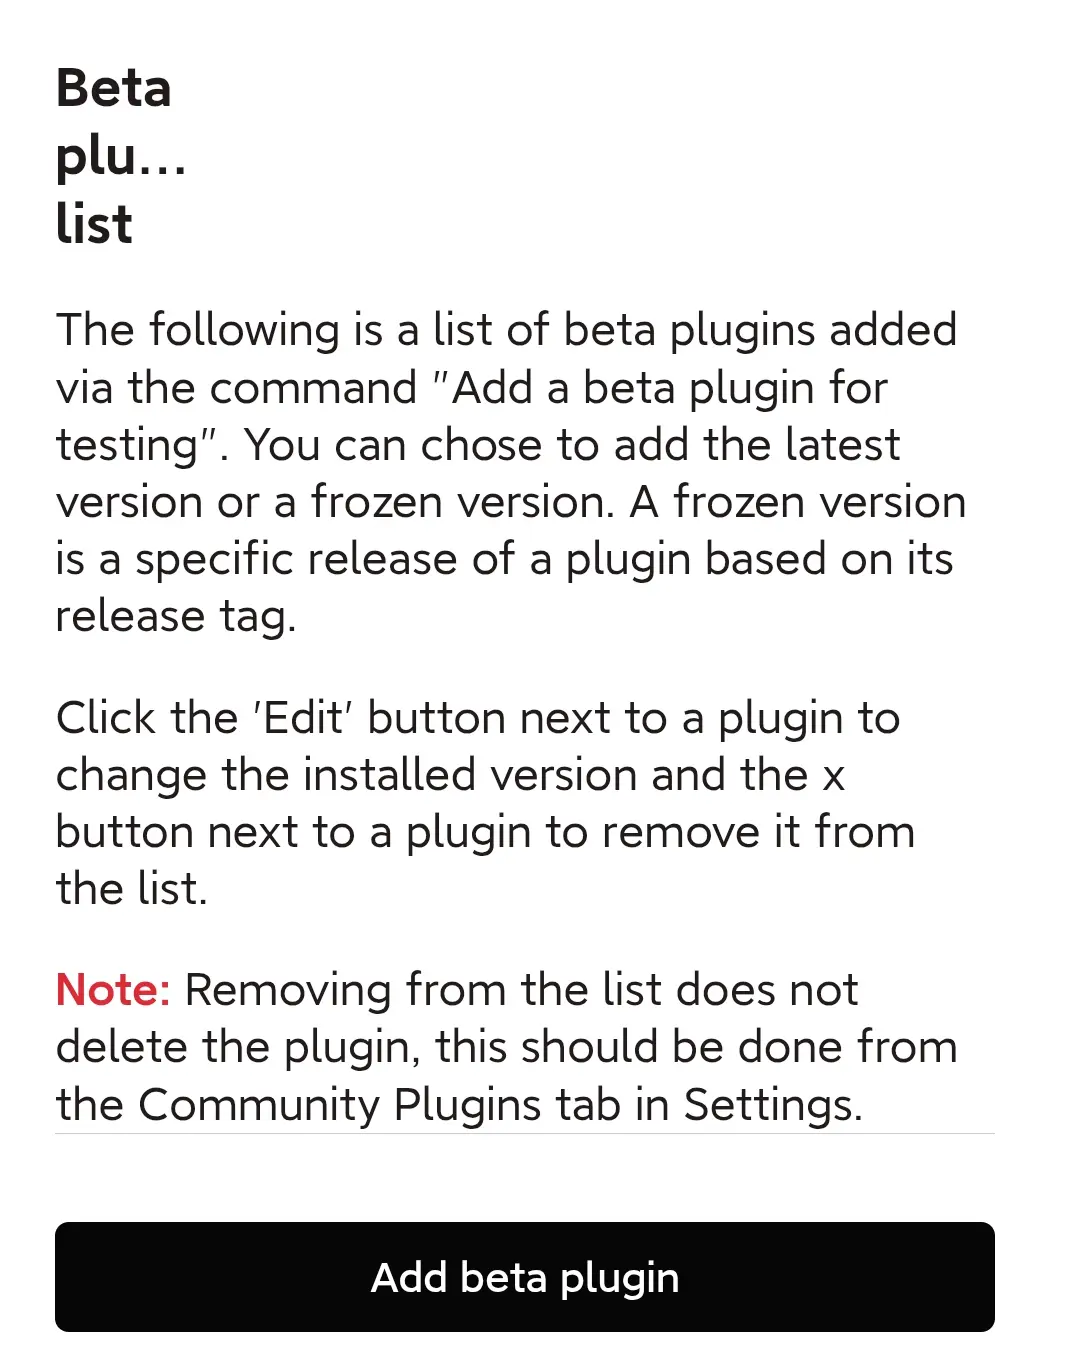 Beta
plu...
list
The following is a list of beta plugins added
via the command "Add a beta plugin for
testing". You can chose to add the latest
version or a frozen version. A frozen version
is a specific release of a plugin based on its
release tag.
Click the 'Edit' button next to a plugin to
change the installed version and the x
button next to a plugin to remove it from
the list.
Note: Removing from the list does not
delete the plugin, this should be done from
the Community Plugins tab in Settings.
Add beta plugin